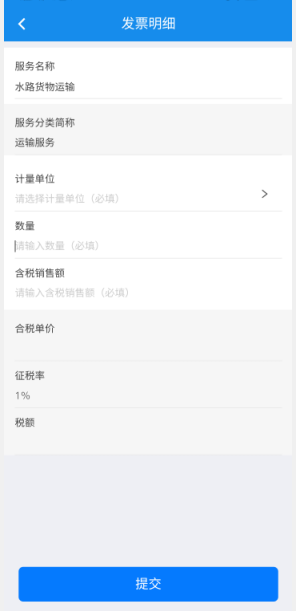 发票明细
服务名称
水路货物运输
服务分类简称
运输服务
计量单位
请选择计量单位（必填）
数量
请输入数量（必填）
含税销售额
请输入含税销售额（必填）
合税单价
征税率
1%
税额
提交